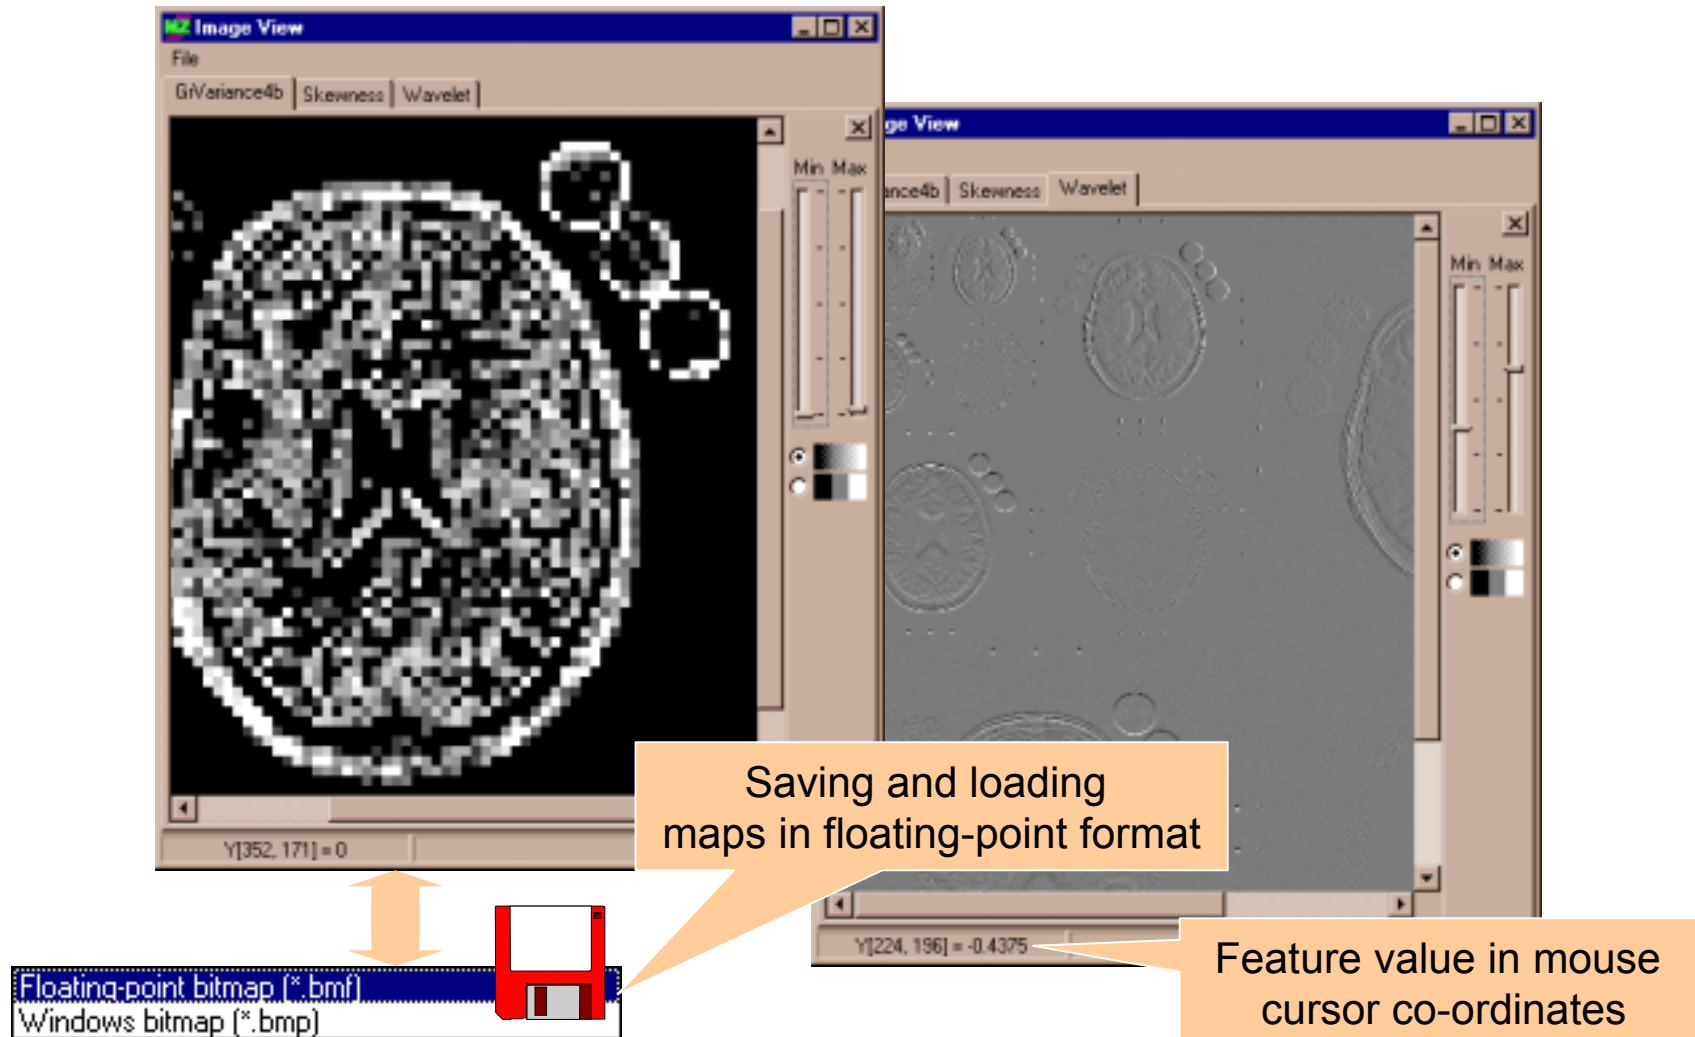 MZ Image View
File
GrVariance4b Skewness Wavelet
Min Max
Y[352, 171] = 0
ge View
ance4b Skewness Wavelet
Min Max
Y[224, 196] = -0.4375
Saving and loading
maps in floating-point format
Feature value in mouse
cursor co-ordinates
Floating-point bitmap (*.bmf)
Windows bitmap (*.bmp)